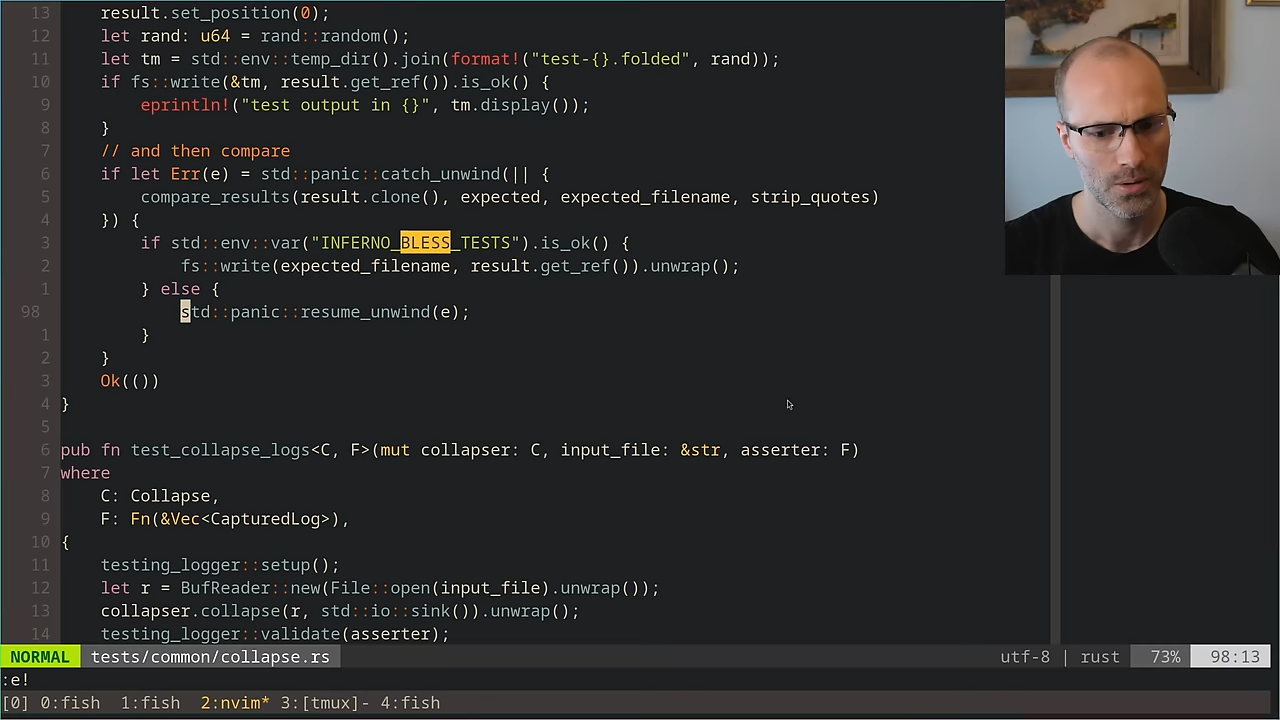 13 result.set_position(0);
12 let rand: u64 = rand::random();
11 let tm = std::env::temp_dir().join(format!("test-{}.folded", rand));
10 if fs::write(&tm, result.get_ref()).is_ok() {
9 eprintln!("test output in {}", tm.display());
8 }
7 // and then compare
6 if let Err(e) = std::panic::catch_unwind(|| {
5 compare_results(result.clone(), expected, expected_filename, strip_quotes)
4 }) {
3 if std::env::var("INFERNO_BLESS_TESTS").is_ok() {
2 fs::write(expected_filename, result.get_ref()).unwrap();
1 } else {
98 std::panic::resume_unwind(e);
1 }
2 }
3 Ok(())
4 }
5
6 pub fn test_collapse_logs<C, F>(mut collapser: C, input_file: &str, asserter: F)
7 where
8 C: Collapse,
9 F: Fn(&Vec<CapturedLog>),
10 {
11 testing_logger::setup();
12 let r = BufReader::new(File::open(input_file).unwrap());
13 collapser.collapse(r, std::io::sink()).unwrap();
14 testing_logger::validate(asserter);
NORMAL tests/common/collapse.rs utf-8 | rust 73% 98:13
:e!
[0] 0:fish 1:fish 2:nvim* 3:[tmux]- 4:fish